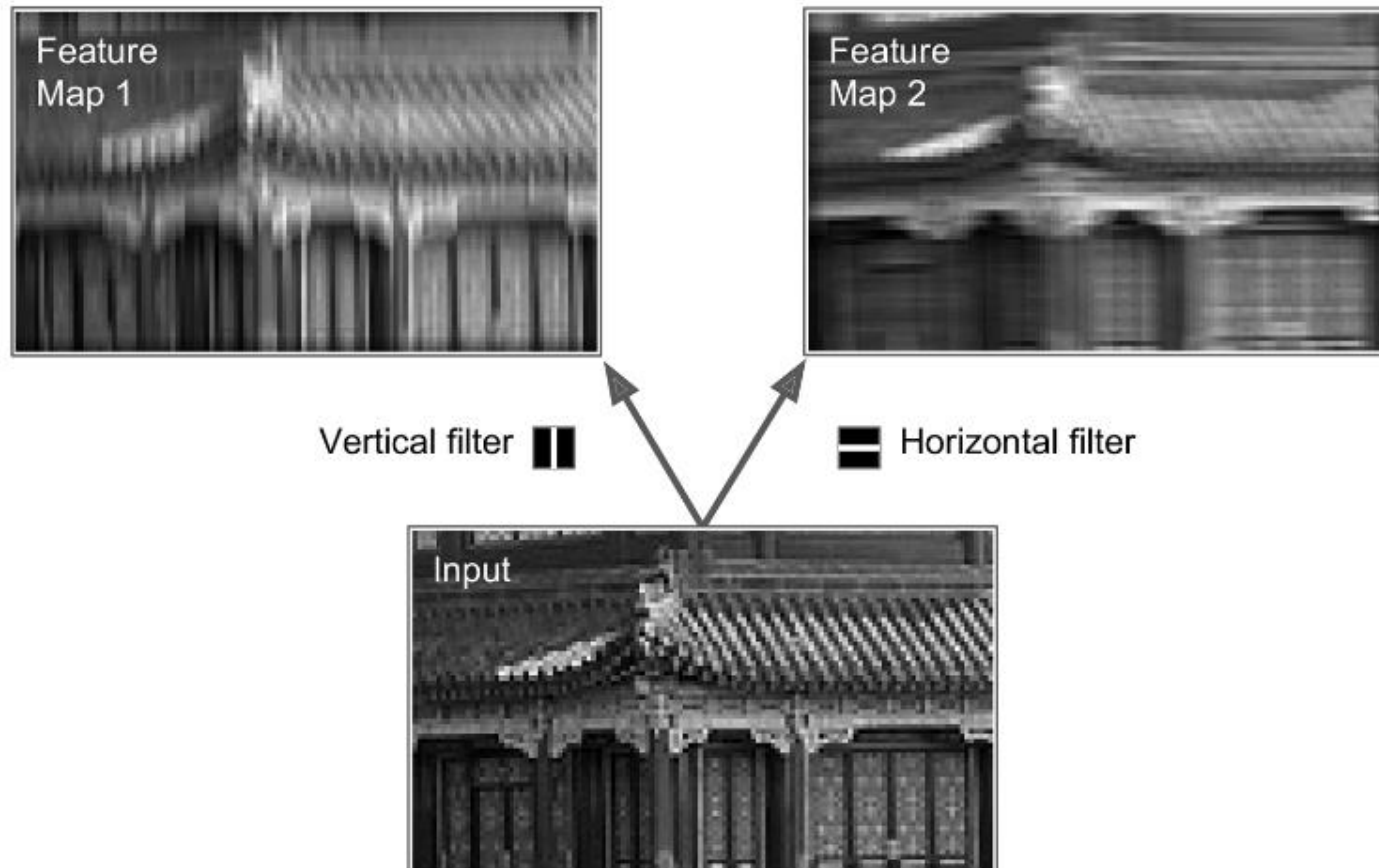 Feature
Map 1
Feature
Map 2
Vertical filter
Horizontal filter
Input